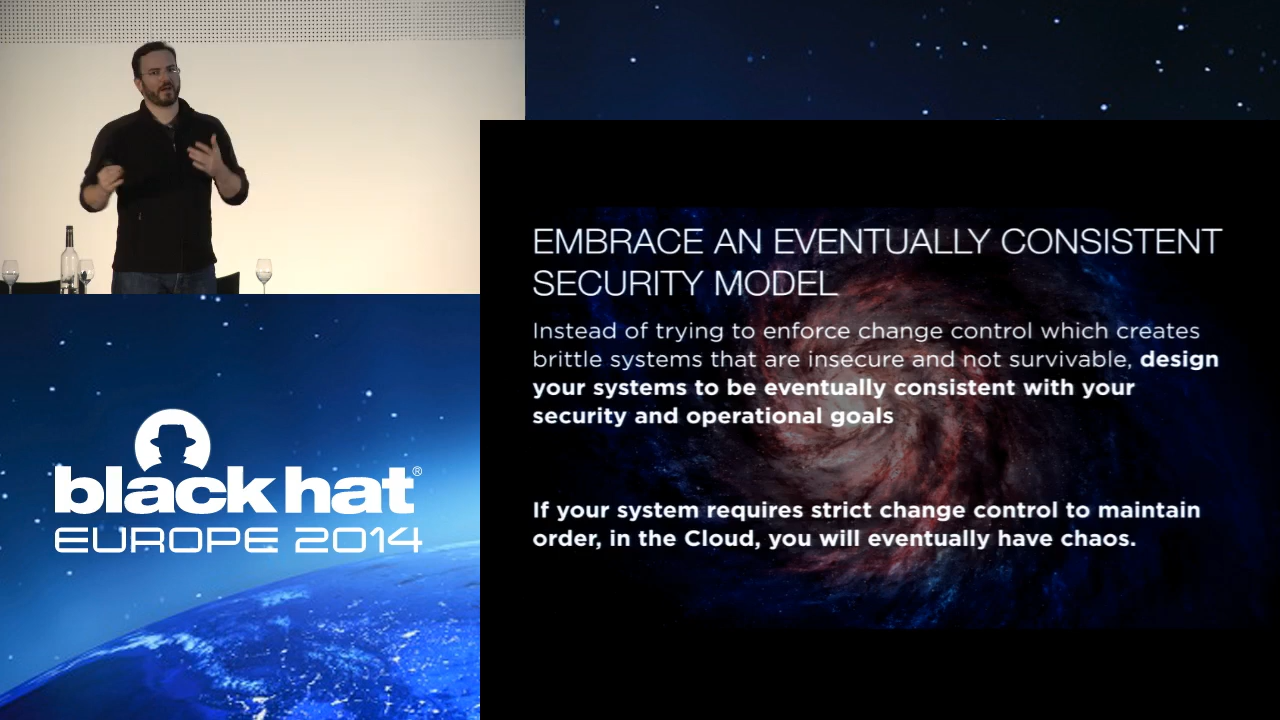 EMBRACE AN EVENTUALLY CONSISTENT
SECURITY MODEL
Instead of trying to enforce change control which creates
brittle systems that are insecure and not survivable, design
your systems to be eventually consistent with your
security and operational goals
If your system requires strict change control to maintain
order, in the Cloud, you will eventually have chaos.
black hat®
EUROPE 2014